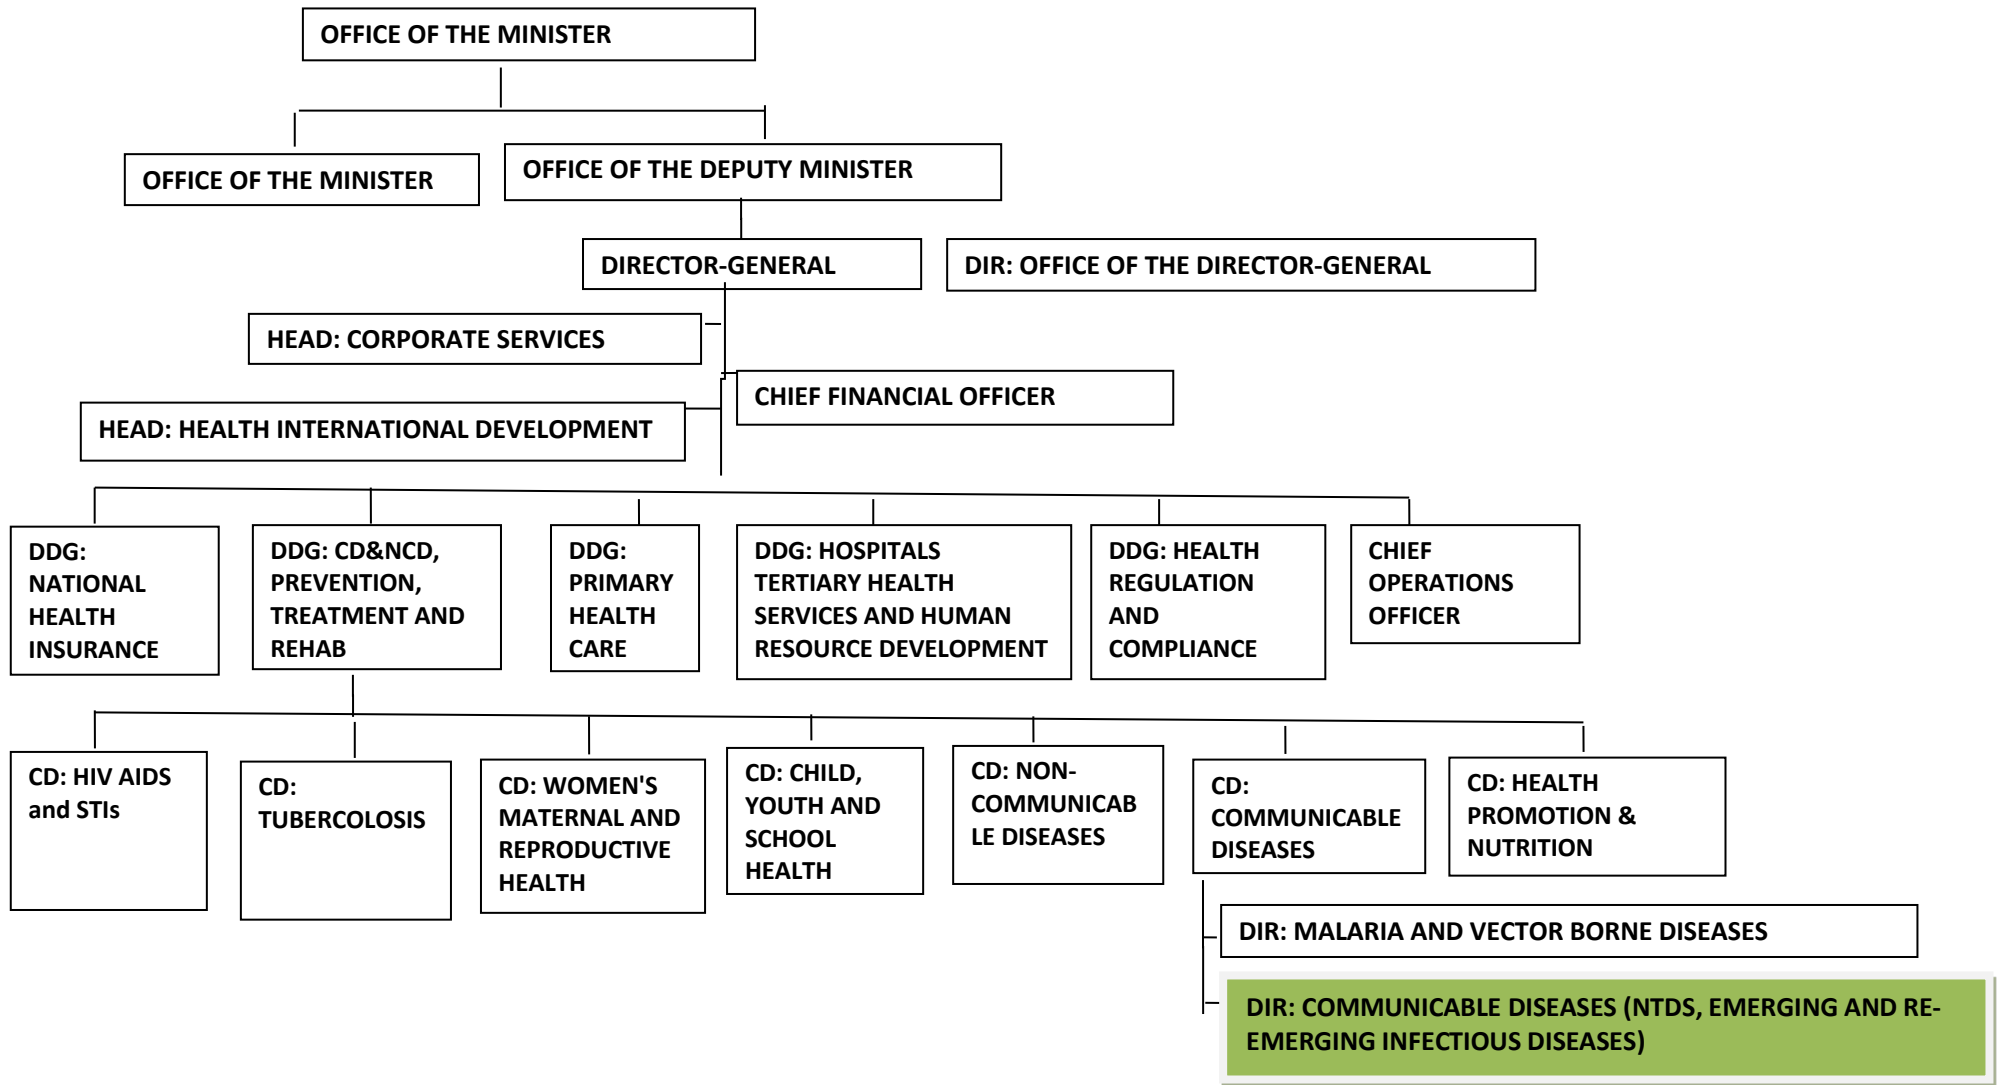 OFFICE OF THE MINISTER
OFFICE OF THE MINISTER
OFFICE OF THE DEPUTY MINISTER
DIRECTOR-GENERAL
DIR: OFFICE OF THE DIRECTOR-GENERAL
HEAD: CORPORATE SERVICES
CHIEF FINANCIAL OFFICER
HEAD: HEALTH INTERNATIONAL DEVELOPMENT
DDG:
NATIONAL
HEALTH
INSURANCE
DDG: CD&NCD,
PREVENTION,
TREATMENT AND
REHAB
DDG:
PRIMARY
HEALTH
CARE
DDG: HOSPITALS
TERTIARY HEALTH
SERVICES AND HUMAN
RESOURCE DEVELOPMENT
DDG: HEALTH
REGULATION
AND
COMPLIANCE
CHIEF
OPERATIONS
OFFICER
CD: HIV AIDS
and STIs
CD:
TUBERCOLOSIS
CD: WOMEN'S
MATERNAL AND
REPRODUCTIVE
HEALTH
CD: CHILD,
YOUTH AND
SCHOOL
HEALTH
CD: NON-
COMMUNICAB
LE DISEASES
CD:
COMMUNICABLE
DISEASES
CD: HEALTH
PROMOTION &
NUTRITION
DIR: MALARIA AND VECTOR BORNE DISEASES
DIR: COMMUNICABLE DISEASES (NTDS, EMERGING AND RE-
EMERGING INFECTIOUS DISEASES)